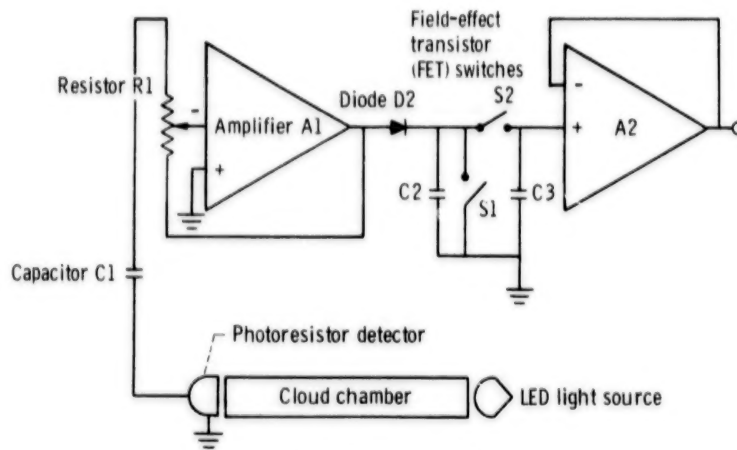 Field-effect
transistor
(FET) switches
Resistor R1
Diode D2
S2
-
-
Amplifier A1
A2
+
+
C2
S1
C3
Capacitor C1
Photoresistor detector
Cloud chamber
LED light source